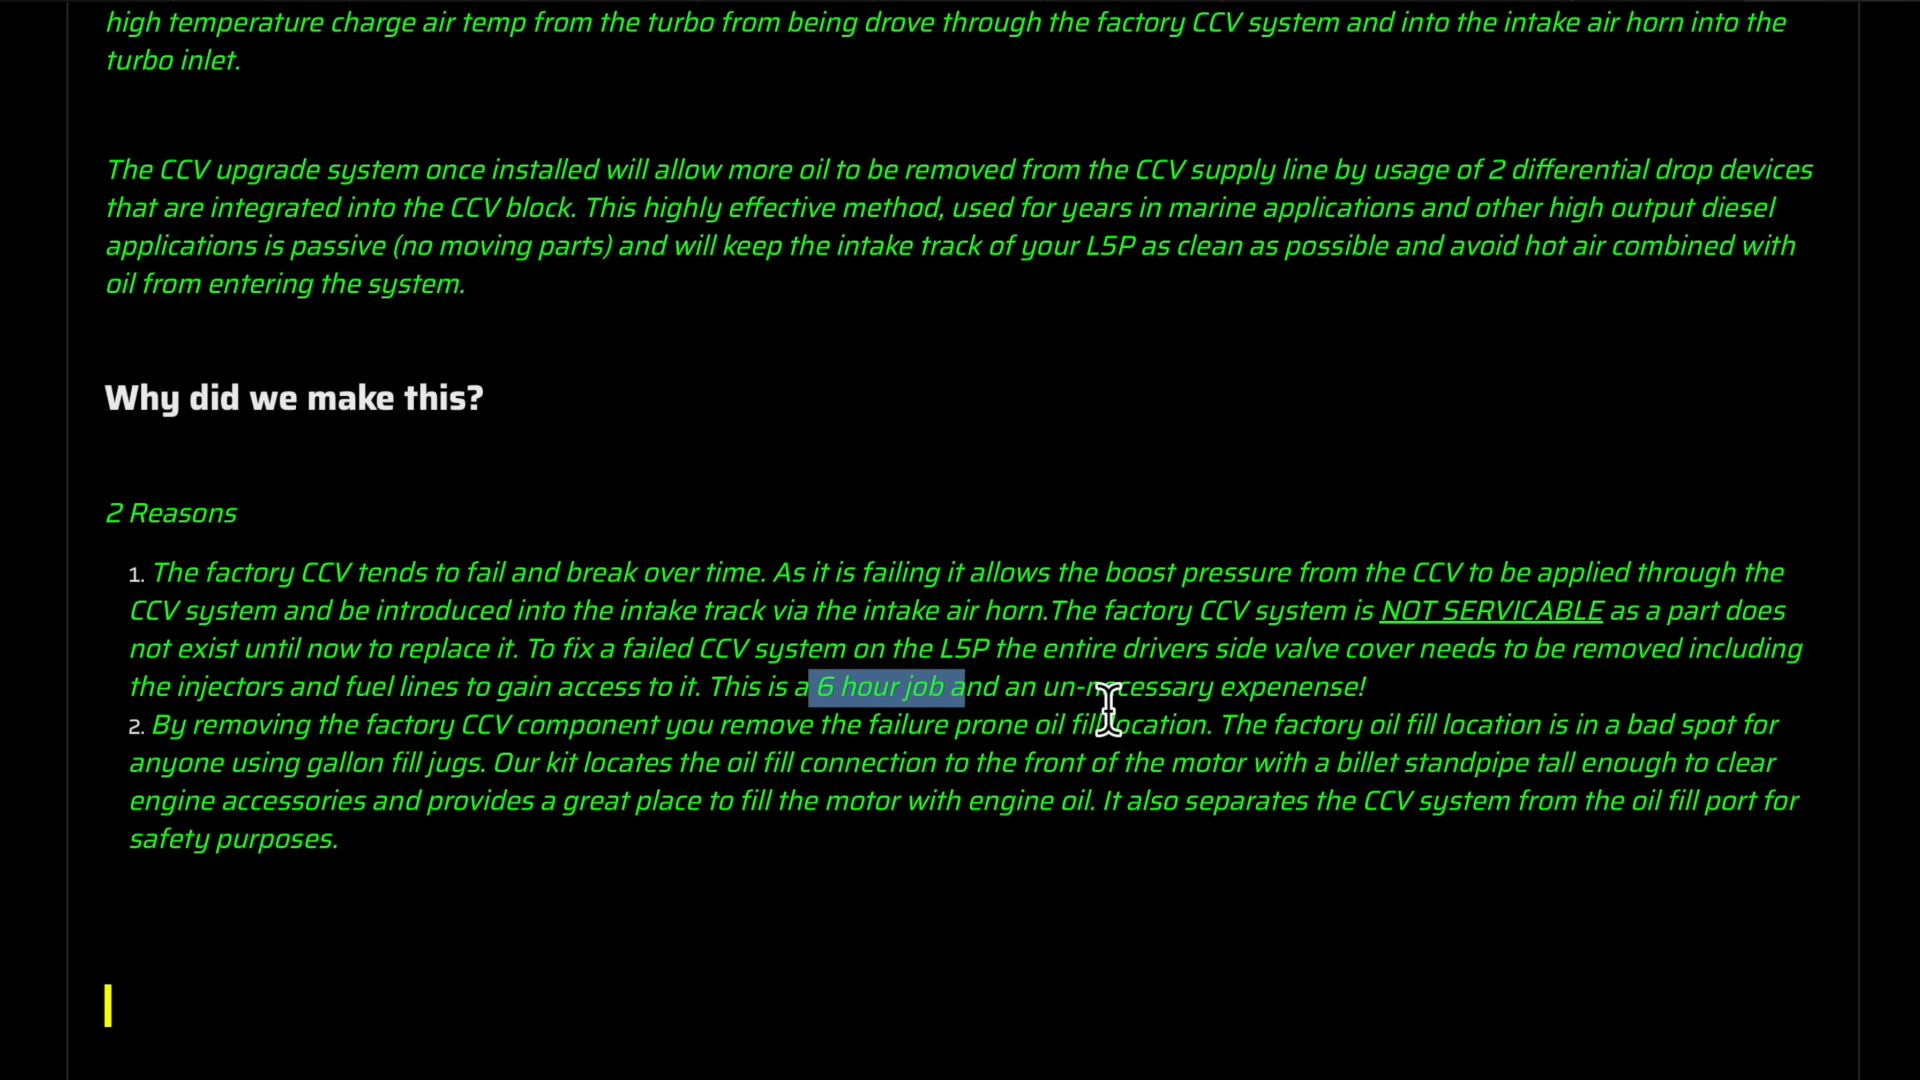 high temperature charge air temp from the turbo from being drove through the factory CCV system and into the intake air horn into the
turbo inlet.
The CCV upgrade system once installed will allow more oil to be removed from the CCV supply line by usage of 2 differential drop devices
that are integrated into the CCV block. This highly effective method, used for years in marine applications and other high output diesel
applications is passive (no moving parts) and will keep the intake track of your L5P as clean as possible and avoid hot air combined with
oil from entering the system.
Why did we make this?
2 Reasons
1. The factory CCV tends to fail and break over time. As it is failing it allows the boost pressure from the CCV to be applied through the
CCV system and be introduced into the intake track via the intake air horn.The factory CCV system is NOT SERVICABLE as a part does
not exist until now to replace it. To fix a failed CCV system on the L5P the entire drivers side valve cover needs to be removed including
the injectors and fuel lines to gain access to it. This is a 6 hour job and an un-necessary expenense!
2. By removing the factory CCV component you remove the failure prone oil fill location. The factory oil fill location is in a bad spot for
anyone using gallon fill jugs. Our kit locates the oil fill connection to the front of the motor with a billet standpipe tall enough to clear
engine accessories and provides a great place to fill the motor with engine oil. It also separates the CCV system from the oil fill port for
safety purposes.